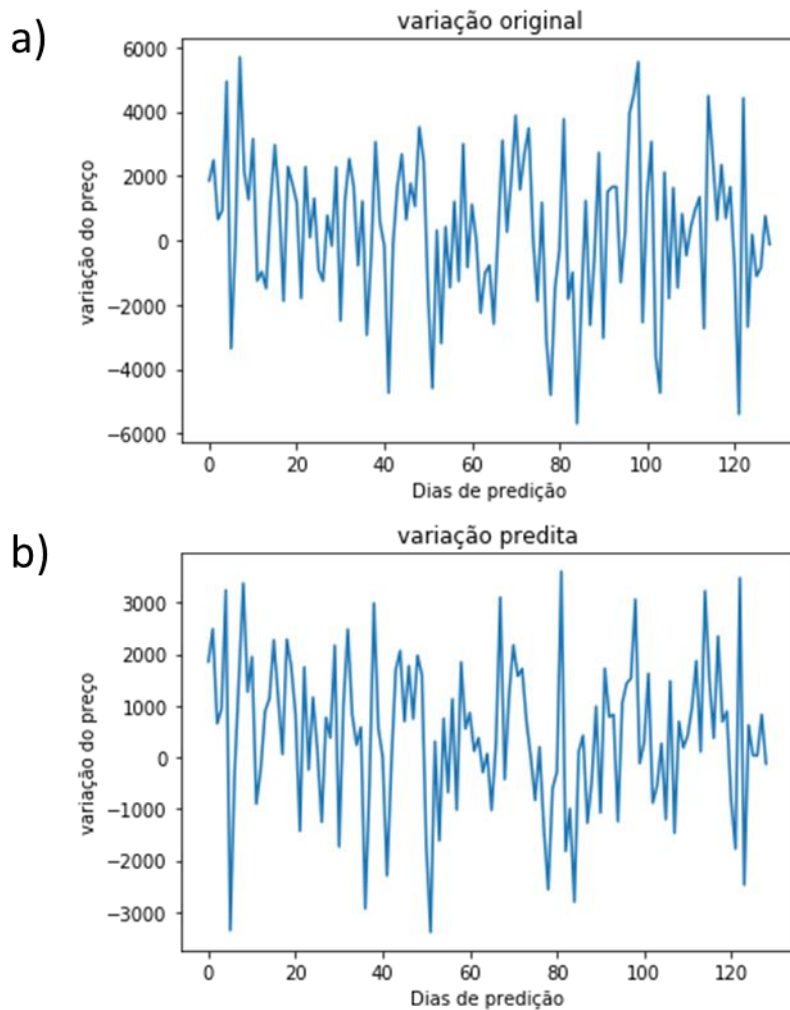 a)
variação original
variação do preço
6000
4000
2000
0
−2000
−4000
−6000
0 20 40 60 80 100 120
Dias de predição
b)
variação predita
variação do preço
3000
2000
1000
0
−1000
−2000
−3000
0 20 40 60 80 100 120
Dias de predição